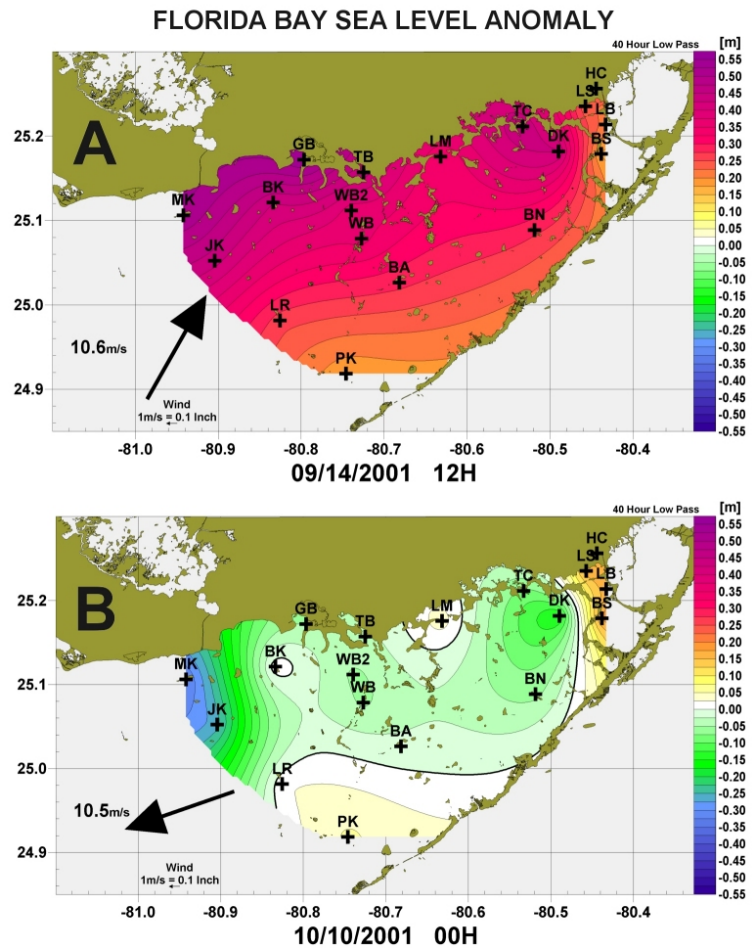 FLORIDA BAY SEA LEVEL ANOMALY
40 Hour Low Pass
[m]
A
HC
LS
LB
TC
BS
DK
GB
TB
LM
BK
WB2
MK
WB
BN
JK
BA
LR
PK
10.6m/s
Wind
1m/s = 0.1 Inch
25.2
25.1
25.0
24.9
-81.0 -80.9 -80.8 -80.7 -80.6 -80.5 -80.4
0.55
0.50
0.45
0.40
0.35
0.30
0.25
0.20
0.15
0.10
0.05
0.00
-0.05
-0.10
-0.15
-0.20
-0.25
-0.30
-0.35
-0.40
-0.45
-0.50
-0.55
09/14/2001 12H
40 Hour Low Pass
[m]
B
HC
LS
LB
TC
BS
DK
GB
TB
LM
BK
WB2
MK
WB
BN
JK
BA
LR
PK
10.5m/s
Wind
1m/s = 0.1 Inch
25.2
25.1
25.0
24.9
-81.0 -80.9 -80.8 -80.7 -80.6 -80.5 -80.4
0.55
0.50
0.45
0.40
0.35
0.30
0.25
0.20
0.15
0.10
0.05
0.00
-0.05
-0.10
-0.15
-0.20
-0.25
-0.30
-0.35
-0.40
-0.45
-0.50
-0.55
10/10/2001 00H